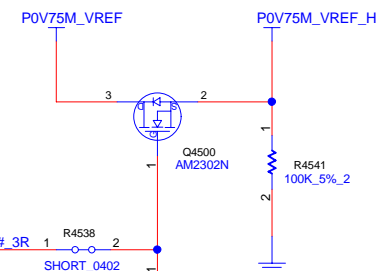 P0V75M_VREF P0V75M_VREF_H
3 2
D S
G
Q4500
AM2302N
1
1
R4541
100K_5%_2
2
#_3R 1 R4538 2
SHORT_0402
1